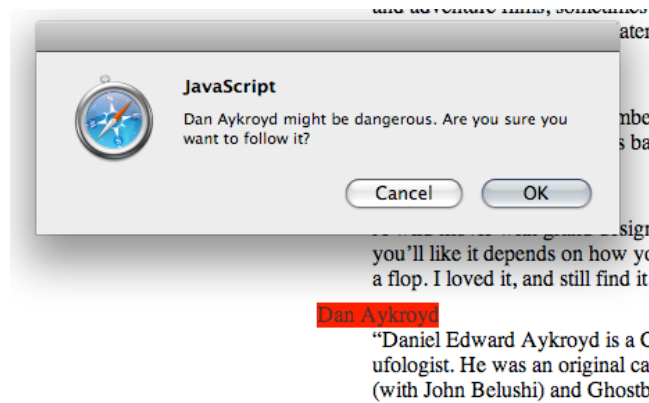 and adventure films, sometimes
JavaScript
Dan Aykroyd might be dangerous. Are you sure you
want to follow it?
Cancel OK
you’ll like it depends on how yo
a flop. I loved it, and still find it
Dan Aykroyd
“Daniel Edward Aykroyd is a C
ufologist. He was an original ca
(with John Belushi) and Ghostb